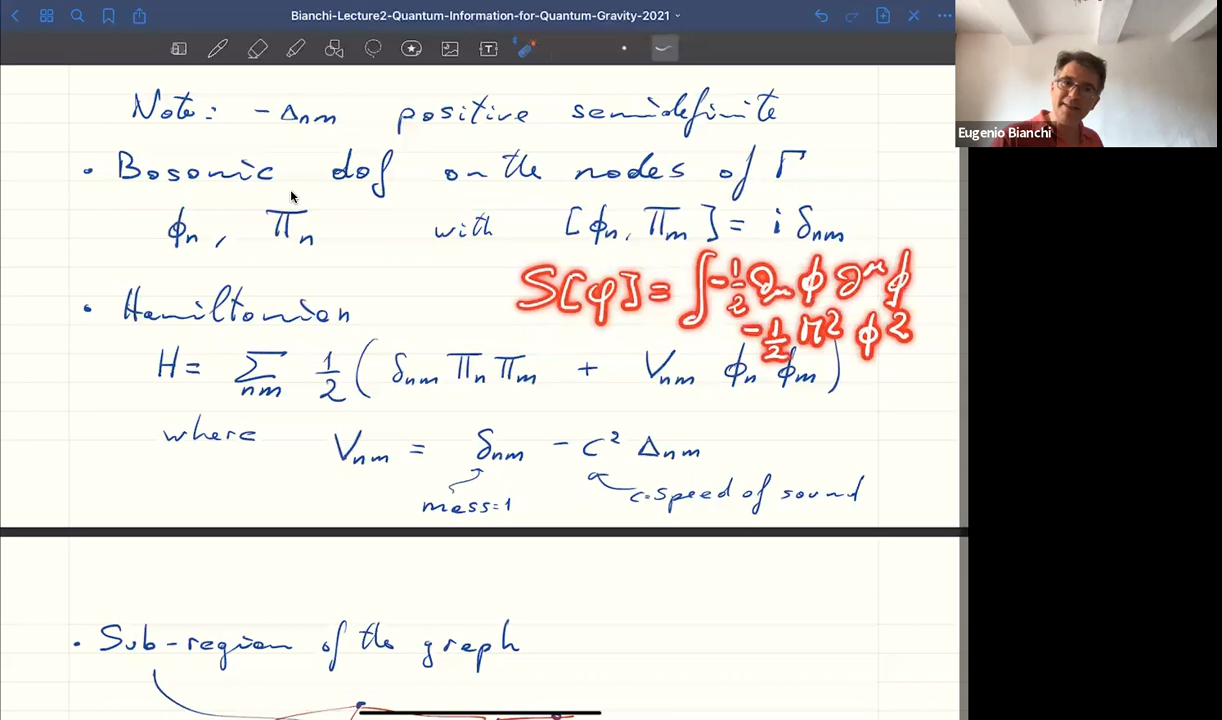 Bianchi-Lecture2-Quantum-Information-for-Quantum-Gravity-2021
Eugenio Bianchi
Note: -Δnm positive semidefinite
• Bosonic dof on the nodes of Γ
ϕn, Πn with [ϕn, Πm] = i δnm
S[φ] = ∫ -1/2 ∂μ ϕ ∂^μ ϕ
-1/2 m² ϕ²
• Hamiltonian
H = Σnm 1/2 ( δnm Πn Πm + Vnm ϕn ϕm )
where Vnm = δnm - c² Δnm
mass=1
c=speed of sound
• Sub-region of the graph